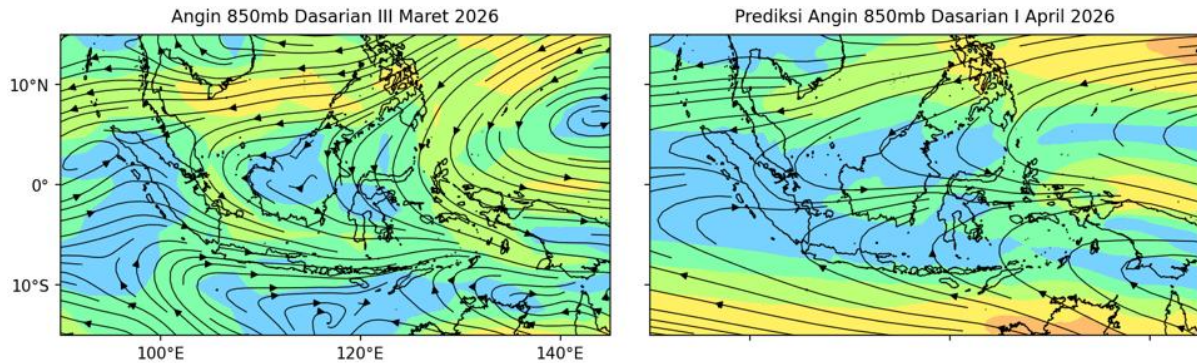 Angin 850mb Dasarian III Maret 2026
Prediksi Angin 850mb Dasarian I April 2026
10°N
0°
10°S
100°E
120°E
140°E